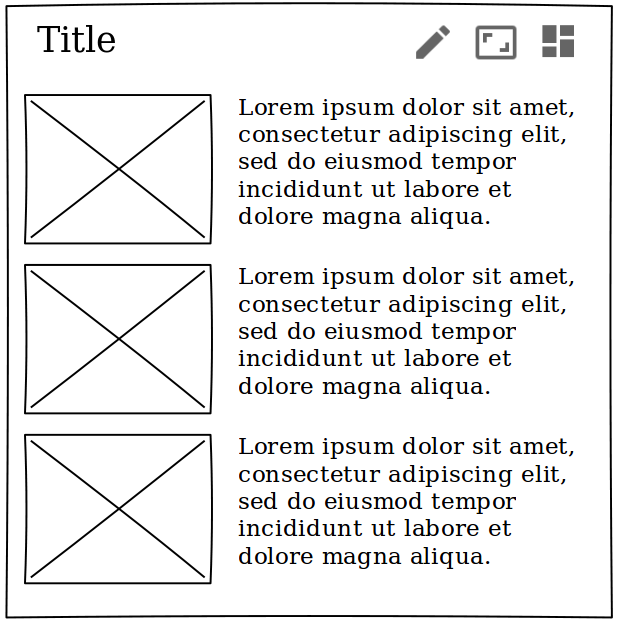 Title
Lorem ipsum dolor sit amet,
consectetur adipiscing elit,
sed do eiusmod tempor
incididunt ut labore et
dolore magna aliqua.
Lorem ipsum dolor sit amet,
consectetur adipiscing elit,
sed do eiusmod tempor
incididunt ut labore et
dolore magna aliqua.
Lorem ipsum dolor sit amet,
consectetur adipiscing elit,
sed do eiusmod tempor
incididunt ut labore et
dolore magna aliqua.